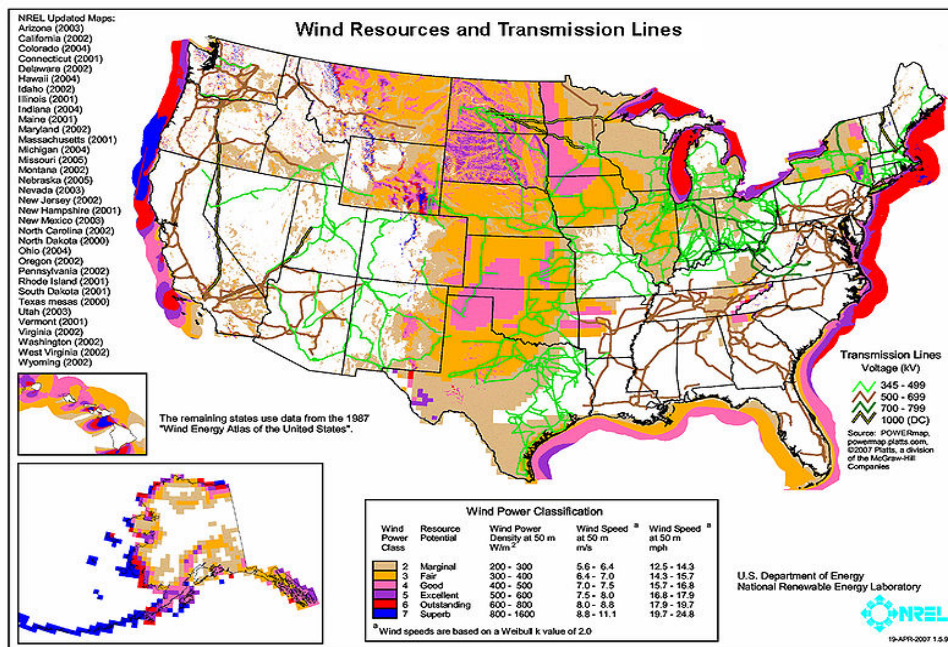 Wind Resources and Transmission Lines
NREL Updated Maps:
Arizona (2003)
California (2002)
Colorado (2004)
Connecticut (2001)
Delaware (2002)
Hawaii (2004)
Idaho (2002)
Illinois (2001)
Indiana (2004)
Maine (2001)
Maryland (2002)
Massachusetts (2001)
Michigan (2004)
Missouri (2005)
Montana (2002)
Nebraska (2005)
Nevada (2003)
New Jersey (2002)
New Hampshire (2001)
New Mexico (2003)
North Carolina (2002)
North Dakota (2000)
Ohio (2004)
Oregon (2002)
Pennsylvania (2002)
Rhode Island (2001)
South Dakota (2001)
Texas mesas (2000)
Utah (2003)
Vermont (2001)
Virginia (2002)
Washington (2002)
West Virginia (2002)
Wyoming (2002)
The remaining states use data from the 1987
"Wind Energy Atlas of the United States".
Transmission Lines
Voltage (kV)
345 - 499
500 - 699
700 - 799
1000 (DC)
Source: POWERmap,
powermap.platts.com,
©2007 Platts, a division
of the McGraw-Hill
Companies
Wind Power Classification
Wind Power Class Resource Potential Wind Power Density at 50 m W/m² Wind Speed a at 50 m m/s Wind Speed a at 50 m mph
2 Marginal 200 - 300 5.6 - 6.4 12.5 - 14.3
3 Fair 300 - 400 6.4 - 7.0 14.3 - 15.7
4 Good 400 - 500 7.0 - 7.5 15.7 - 16.8
5 Excellent 500 - 600 7.5 - 8.0 16.8 - 17.9
6 Outstanding 600 - 800 8.0 - 8.8 17.9 - 19.7
7 Superb 800 - 1600 8.8 - 11.1 19.7 - 24.8
a Wind speeds are based on a Weibull k value of 2.0
U.S. Department of Energy
National Renewable Energy Laboratory
NREL
19-APR-2007 1.5.9